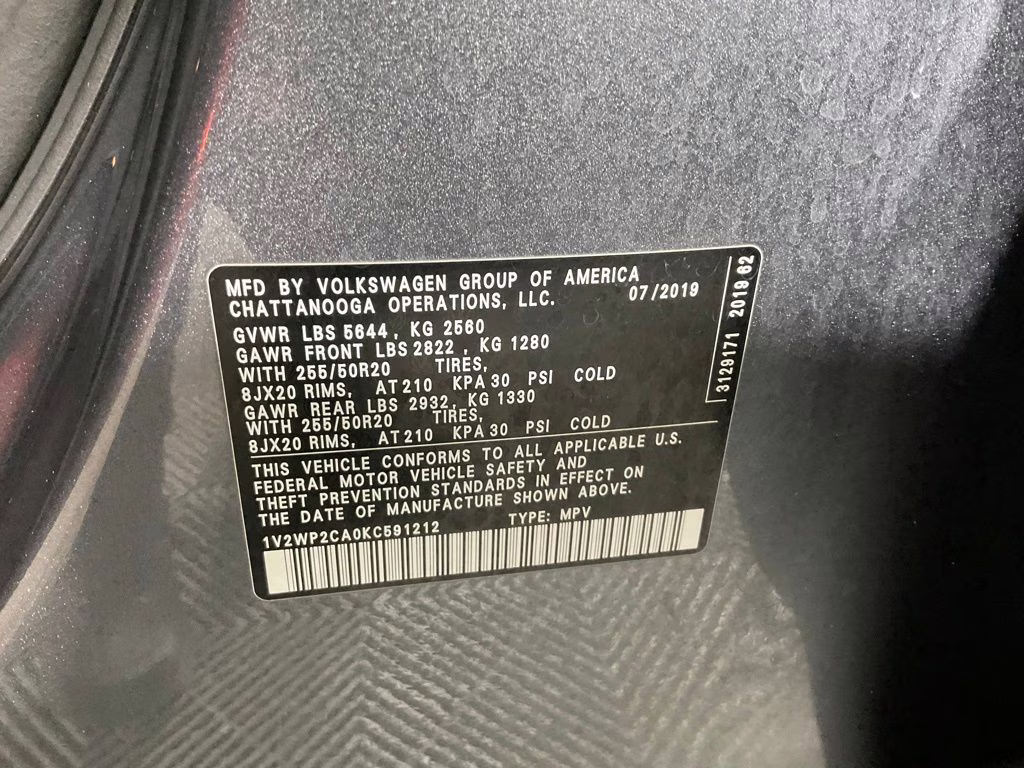 MFD BY VOLKSWAGEN GROUP OF AMERICA
CHATTANOOGA OPERATIONS, LLC. 07/2019
GVWR LBS 5644, KG 2560
GAWR FRONT LBS 2822, KG 1280
WITH 255/50R20 TIRES,
8JX20 RIMS, AT 210 KPA 30 PSI COLD
GAWR REAR LBS 2932, KG 1330
WITH 255/50R20 TIRES,
8JX20 RIMS, AT 210 KPA 30 PSI COLD
THIS VEHICLE CONFORMS TO ALL APPLICABLE U.S.
FEDERAL MOTOR VEHICLE SAFETY AND
THEFT PREVENTION STANDARDS IN EFFECT ON
THE DATE OF MANUFACTURE SHOWN ABOVE.
1V2WP2CA0KC591212 TYPE: MPV
3129171 2019 62